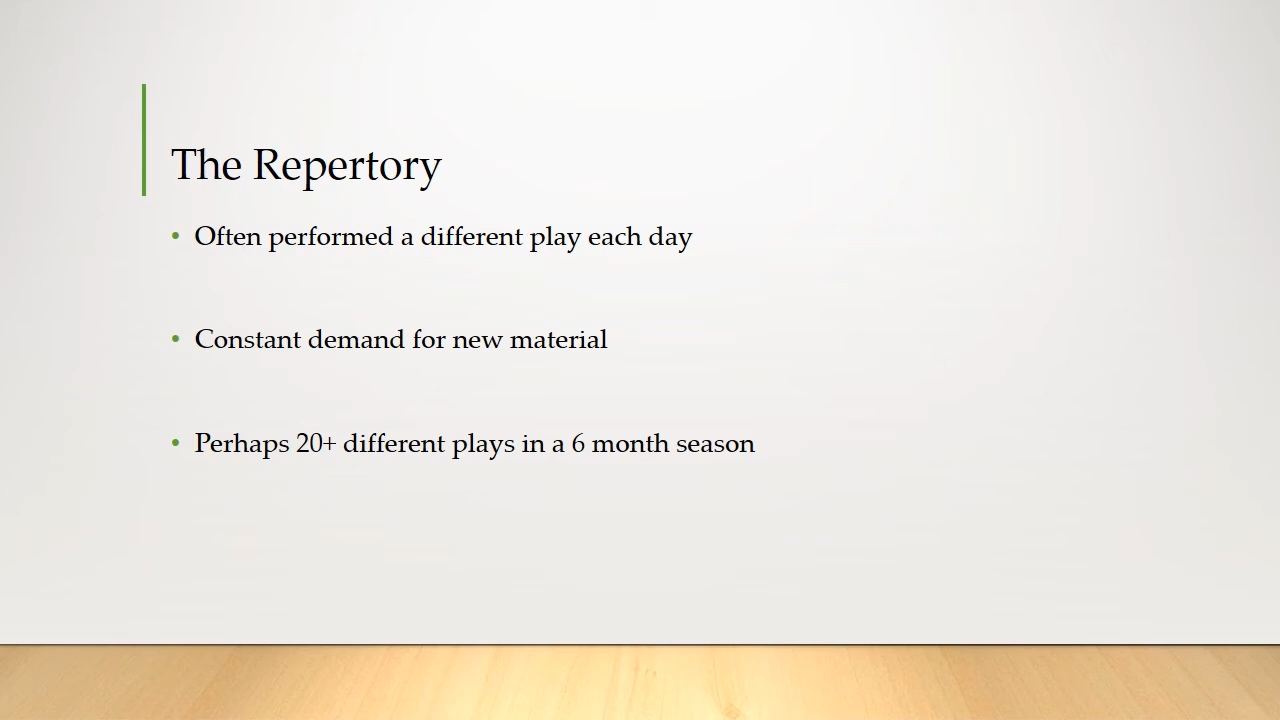 The Repertory
• Often performed a different play each day
• Constant demand for new material
• Perhaps 20+ different plays in a 6 month season